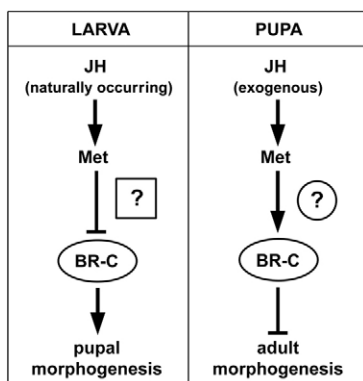 LARVA
JH
(naturally occurring)
Met
?
BR-C
pupal
morphogenesis
PUPA
JH
(exogenous)
Met
?
BR-C
adult
morphogenesis